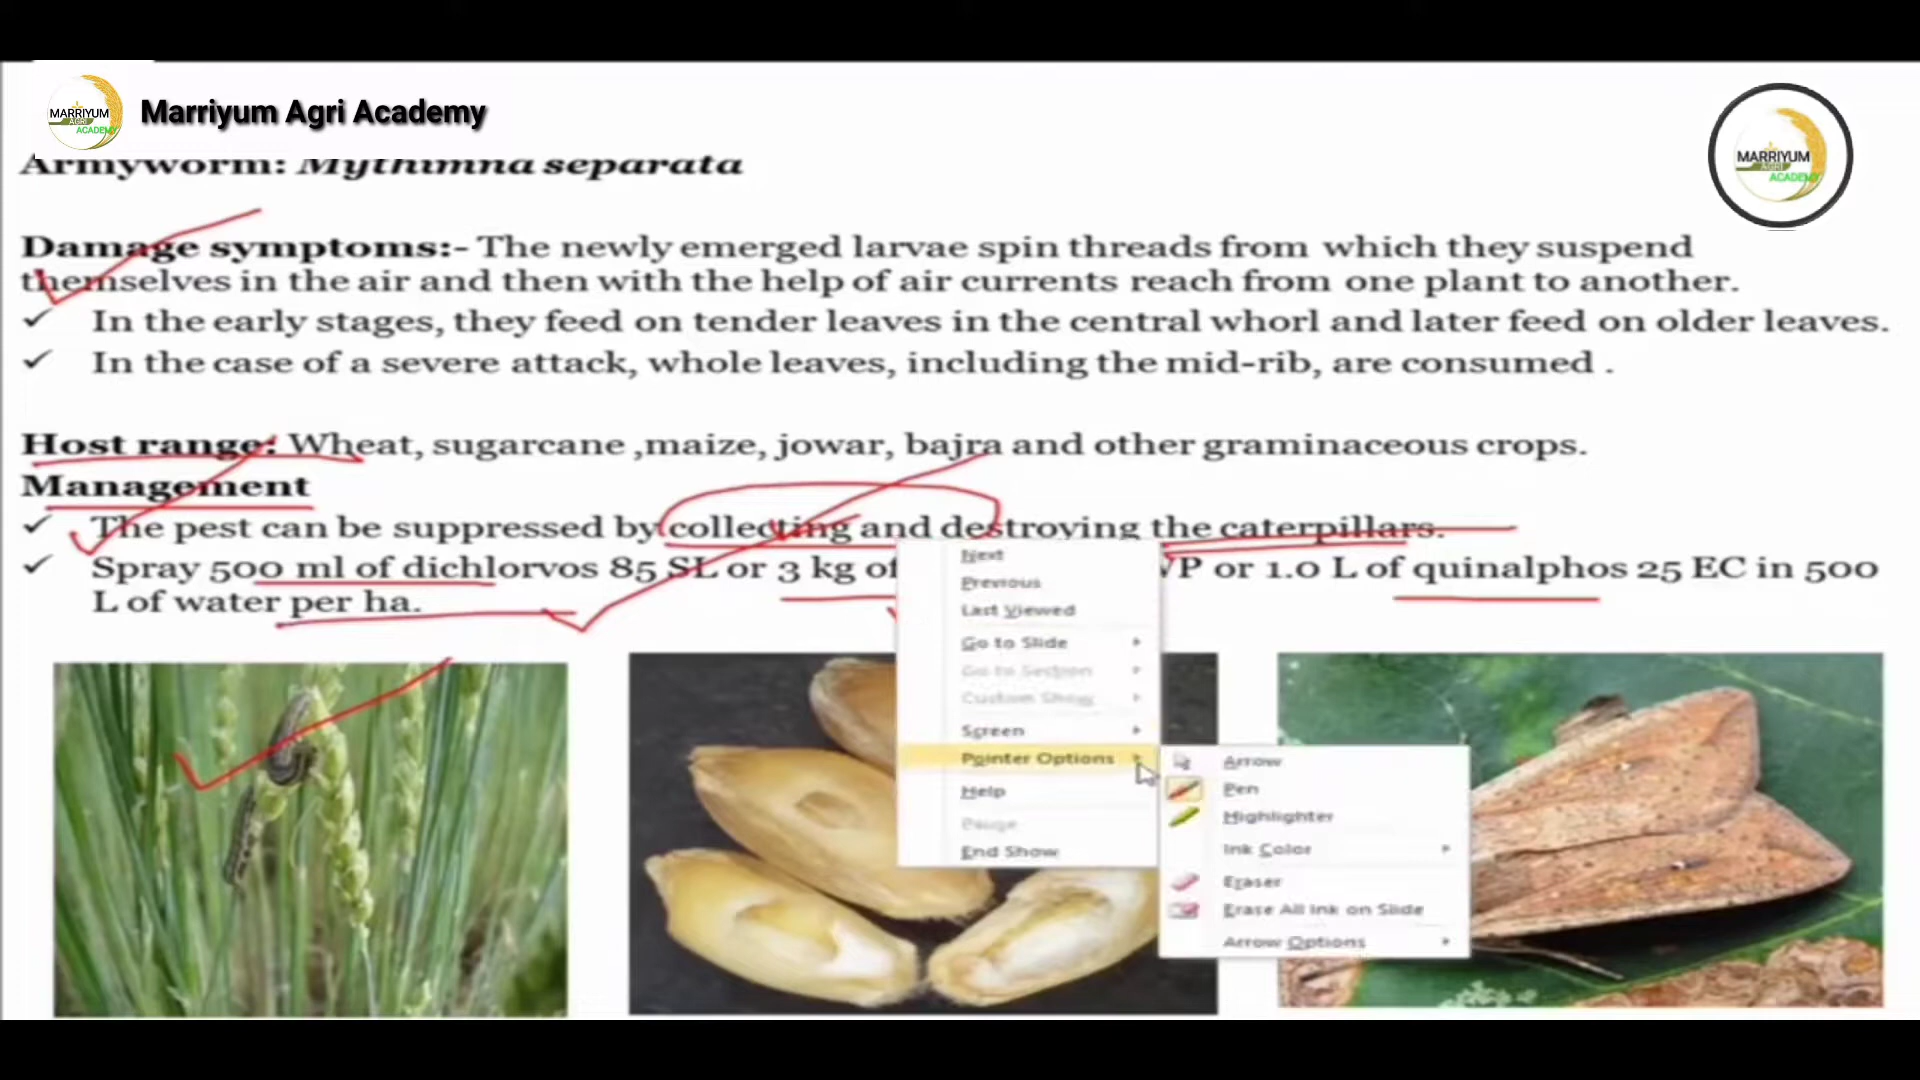 MARRIYUM
AGRI
ACADEMY
Marriyum Agri Academy
MARRIYUM
AGRI
ACADEMY
Armyworm: Mythimna separata
Damage symptoms:- The newly emerged larvae spin threads from which they suspend
themselves in the air and then with the help of air currents reach from one plant to another.
✓ In the early stages, they feed on tender leaves in the central whorl and later feed on older leaves.
✓ In the case of a severe attack, whole leaves, including the mid-rib, are consumed .
Host range: Wheat, sugarcane ,maize, jowar, bajra and other graminaceous crops.
Management
✓ The pest can be suppressed by collecting and destroying the caterpillars.
✓ Spray 500 ml of dichlorvos 85 SL or 3 kg of WP or 1.0 L of quinalphos 25 EC in 500
L of water per ha.
Next
Previous
Last Viewed
Go to Slide
Go to Section
Custom Show
Screen
Pointer Options
Help
Pause
End Show
Arrow
Pen
Highlighter
Ink Color
Eraser
Erase All Ink on Slide
Arrow Options